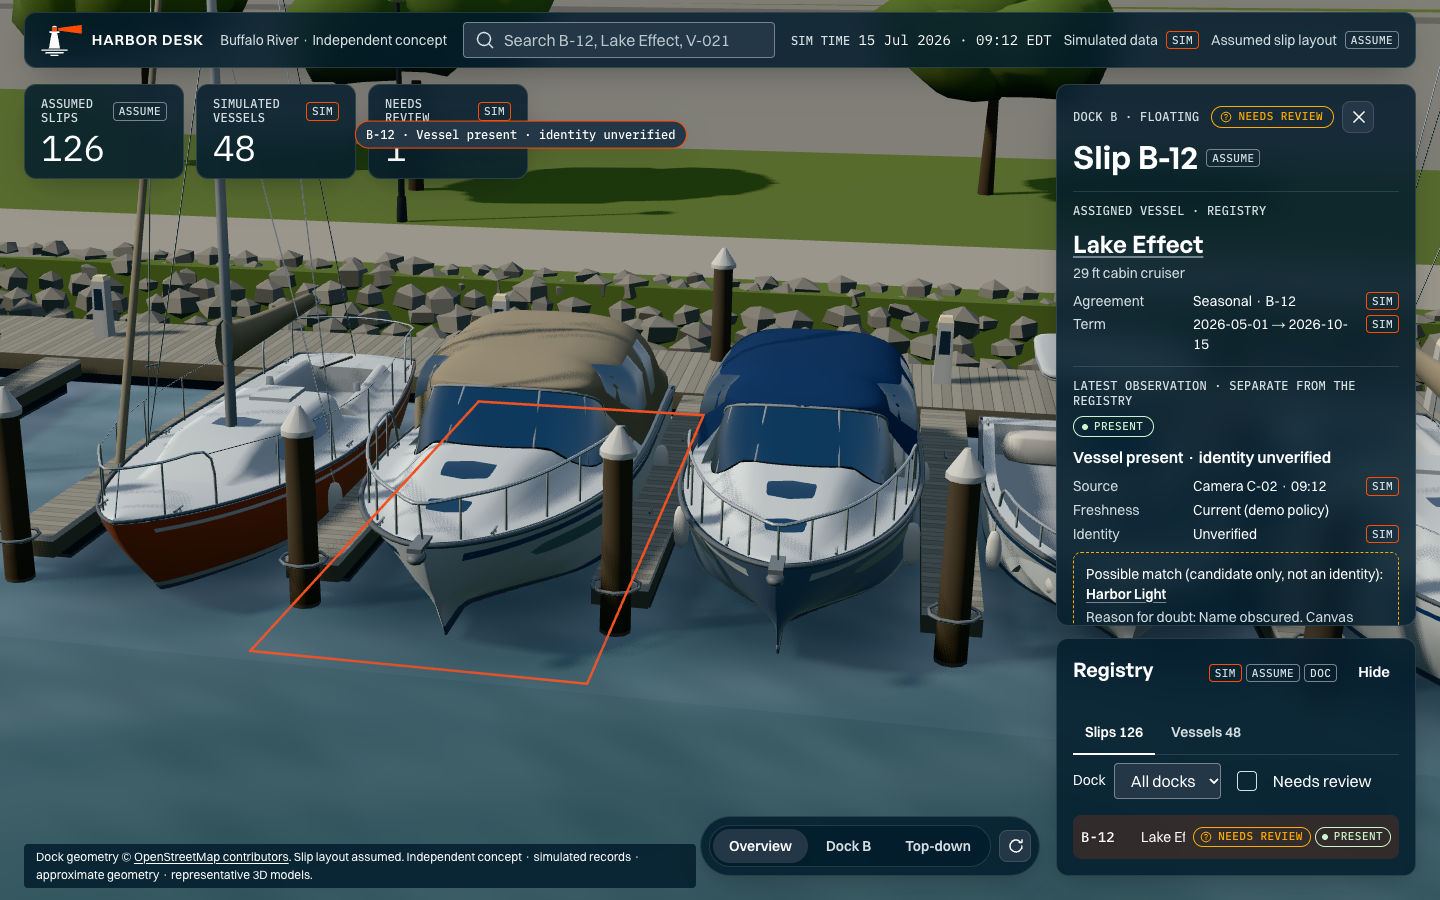 HARBOR DESK
Buffalo River · Independent concept
Search B-12, Lake Effect, V-021
SIM TIME 15 Jul 2026 · 09:12 EDT
Simulated data SIM
Assumed slip layout ASSUME
ASSUMED SLIPS ASSUME
126
SIMULATED VESSELS SIM
48
NEEDS REVIEW SIM
1
B-12 · Vessel present · identity unverified
DOCK B · FLOATING
NEEDS REVIEW
Slip B-12 ASSUME
ASSIGNED VESSEL · REGISTRY
Lake Effect
29 ft cabin cruiser
Agreement Seasonal · B-12 SIM
Term 2026-05-01 → 2026-10-
15 SIM
LATEST OBSERVATION · SEPARATE FROM THE
REGISTRY
PRESENT
Vessel present · identity unverified
Source Camera C-02 · 09:12 SIM
Freshness Current (demo policy)
Identity Unverified SIM
Possible match (candidate only, not an identity):
Harbor Light
Reason for doubt: Name obscured. Canvas
Registry SIM ASSUME DOC Hide
Slips 126 Vessels 48
Dock All docks Needs review
B-12 Lake Ef NEEDS REVIEW PRESENT
Overview Dock B Top-down
Dock geometry © OpenStreetMap contributors. Slip layout assumed. Independent concept · simulated records ·
approximate geometry · representative 3D models.